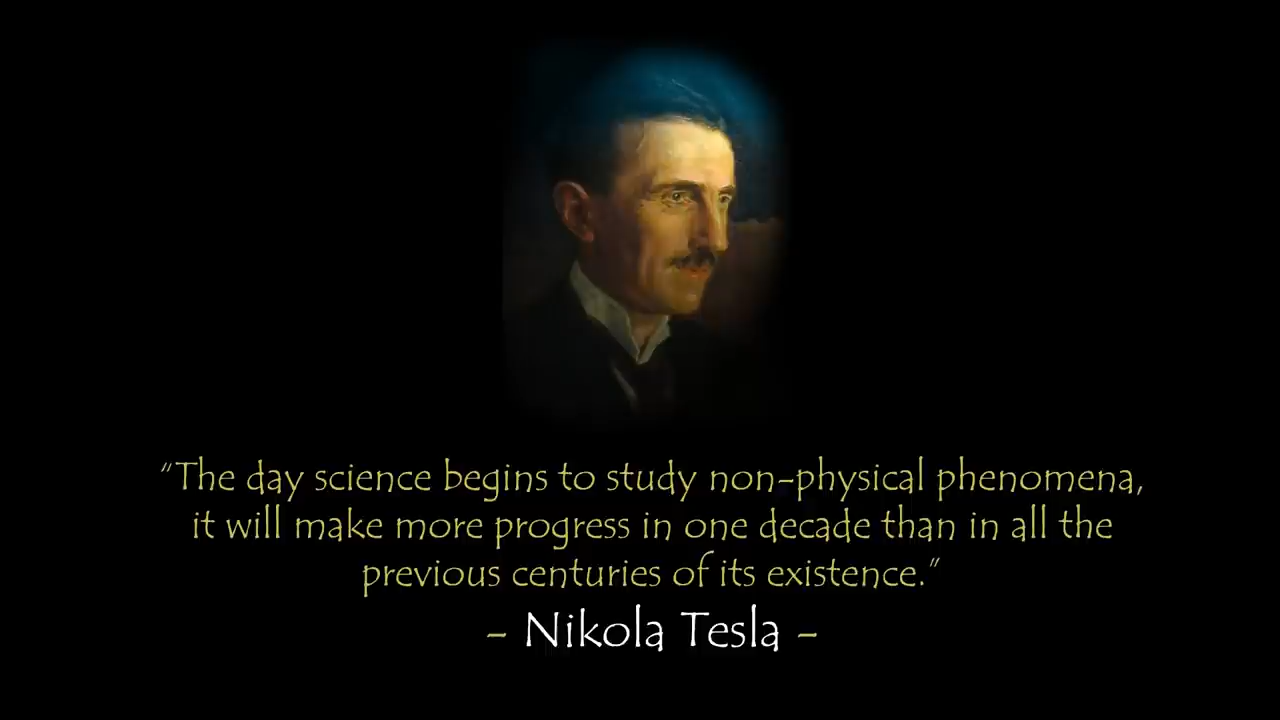 “The day science begins to study non-physical phenomena,
it will make more progress in one decade than in all the
previous centuries of its existence.”
- Nikola Tesla -